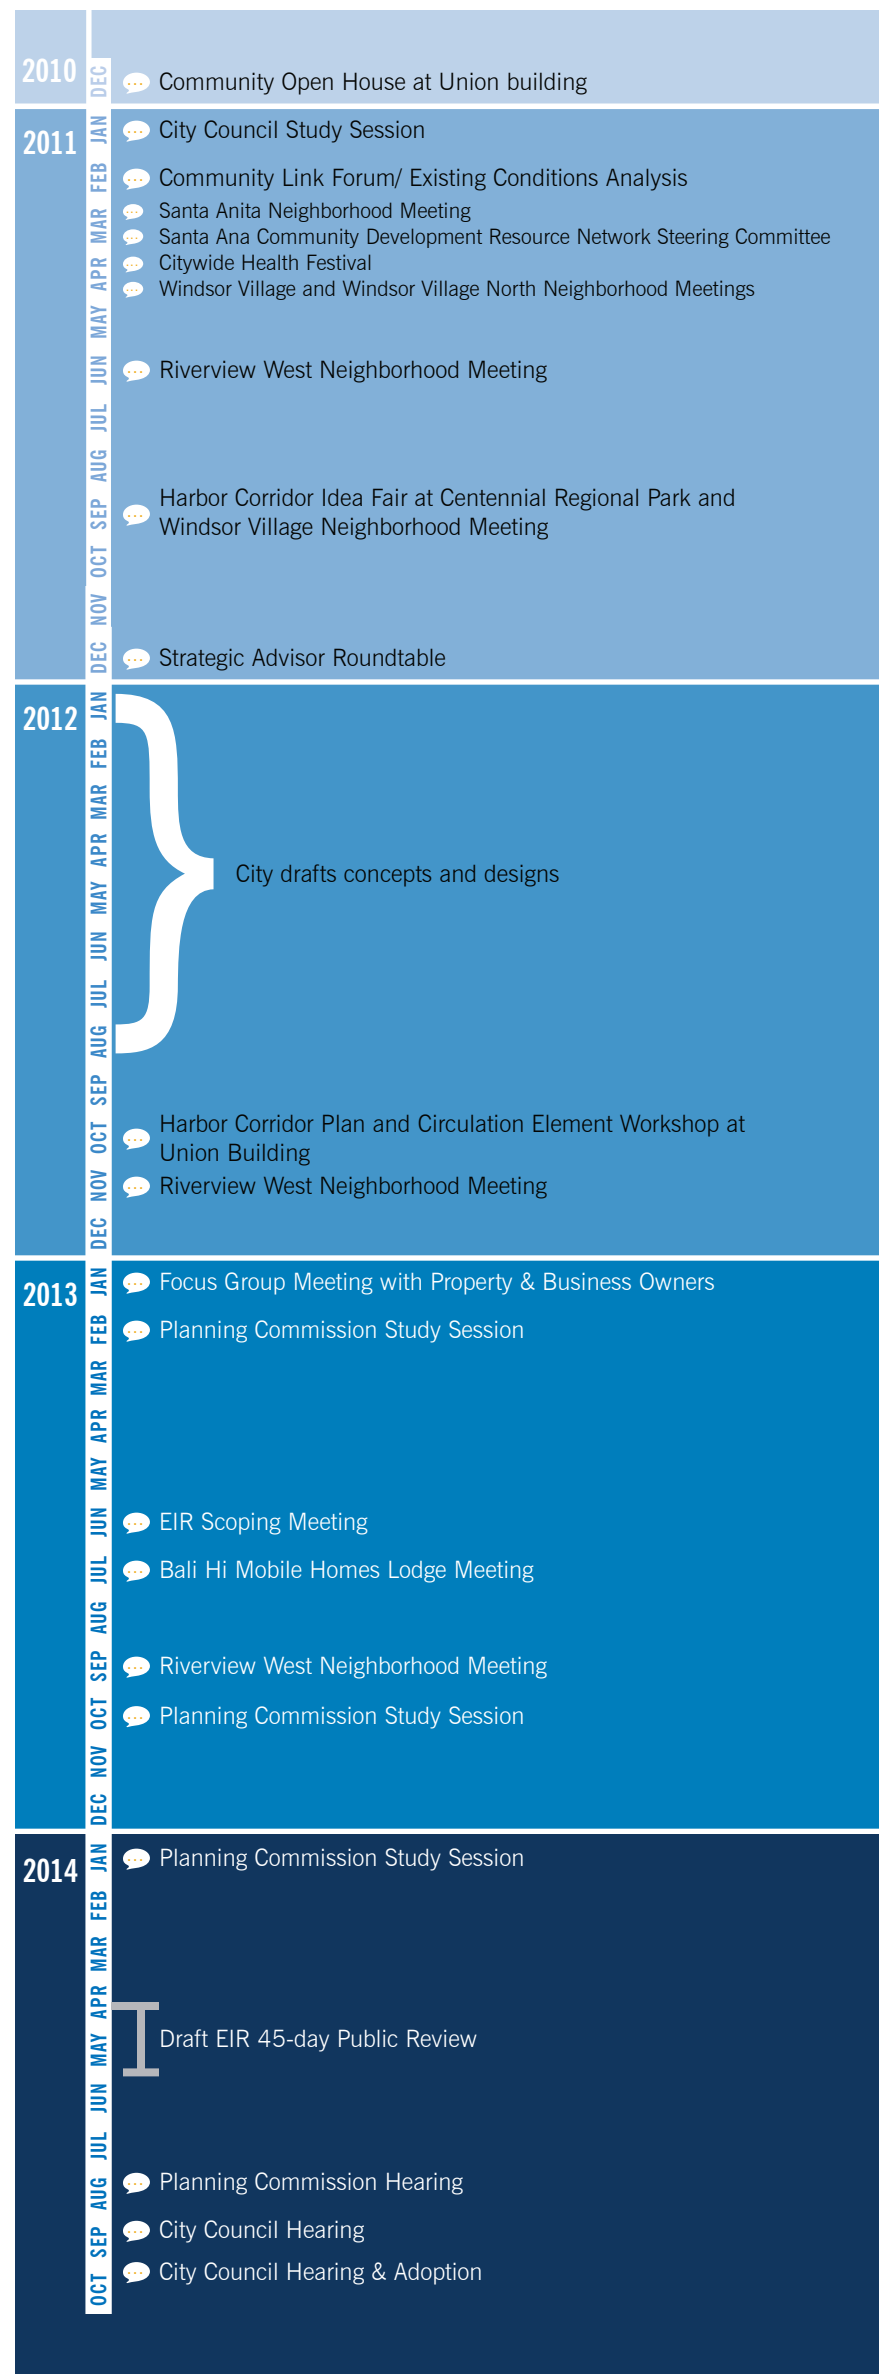 2010
DEC
Community Open House at Union building
2011
JAN
City Council Study Session
FEB
Community Link Forum/ Existing Conditions Analysis
MAR
Santa Anita Neighborhood Meeting
Santa Ana Community Development Resource Network Steering Committee
APR
Citywide Health Festival
Windsor Village and Windsor Village North Neighborhood Meetings
MAY
JUN
Riverview West Neighborhood Meeting
JUL
AUG
SEP
Harbor Corridor Idea Fair at Centennial Regional Park and
Windsor Village Neighborhood Meeting
OCT
NOV
DEC
Strategic Advisor Roundtable
2012
JAN
FEB
MAR
APR
City drafts concepts and designs
MAY
JUN
JUL
AUG
SEP
OCT
Harbor Corridor Plan and Circulation Element Workshop at
Union Building
NOV
Riverview West Neighborhood Meeting
DEC
2013
JAN
Focus Group Meeting with Property & Business Owners
FEB
Planning Commission Study Session
MAR
APR
MAY
JUN
EIR Scoping Meeting
JUL
Bali Hi Mobile Homes Lodge Meeting
AUG
SEP
Riverview West Neighborhood Meeting
OCT
Planning Commission Study Session
NOV
DEC
2014
JAN
Planning Commission Study Session
FEB
MAR
APR
MAY
Draft EIR 45-day Public Review
JUN
JUL
AUG
Planning Commission Hearing
SEP
City Council Hearing
OCT
City Council Hearing & Adoption